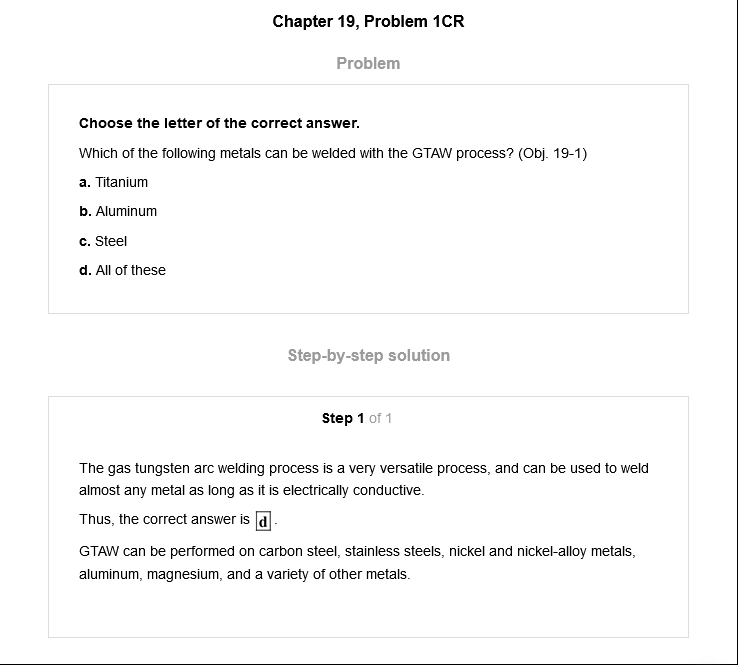 Chapter 19, Problem 1CR
Problem
Choose the letter of the correct answer.
Which of the following metals can be welded with the GTAW process? (Obj. 19-1)
a. Titanium
b. Aluminum
c. Steel
d. All of these
Step-by-step solution
Step 1 of 1
The gas tungsten arc welding process is a very versatile process, and can be used to weld
almost any metal as long as it is electrically conductive.
Thus, the correct answer is d .
GTAW can be performed on carbon steel, stainless steels, nickel and nickel-alloy metals,
aluminum, magnesium, and a variety of other metals.